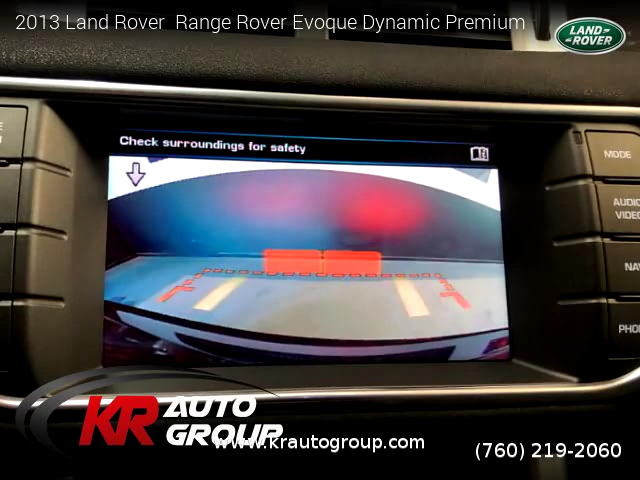 2013 Land Rover Range Rover Evoque Dynamic Premium
LAND
ROVER
Check surroundings for safety
MODE
AUDIO
VIDEO
NAV
PHON
KR AUTO
GROUP
www.krautogroup.com
(760) 219-2060